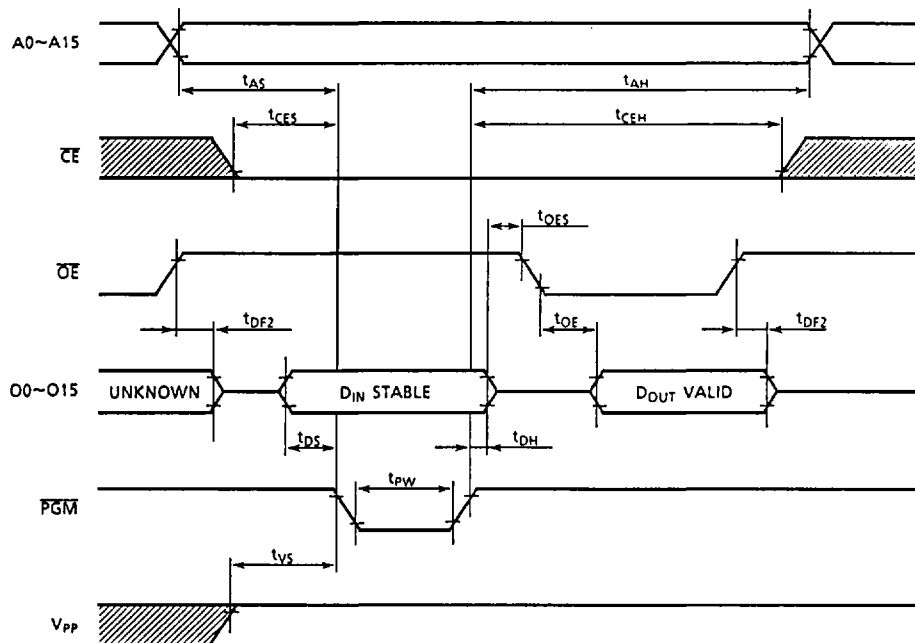 A0~A15
tAS
tAH
tCES
tCEH
CE
tOES
OE
tDF2
tOE
tDF2
O0~O15
UNKNOWN
DIN STABLE
DOUT VALID
tDS
tDH
tPW
PGM
tVS
VPP